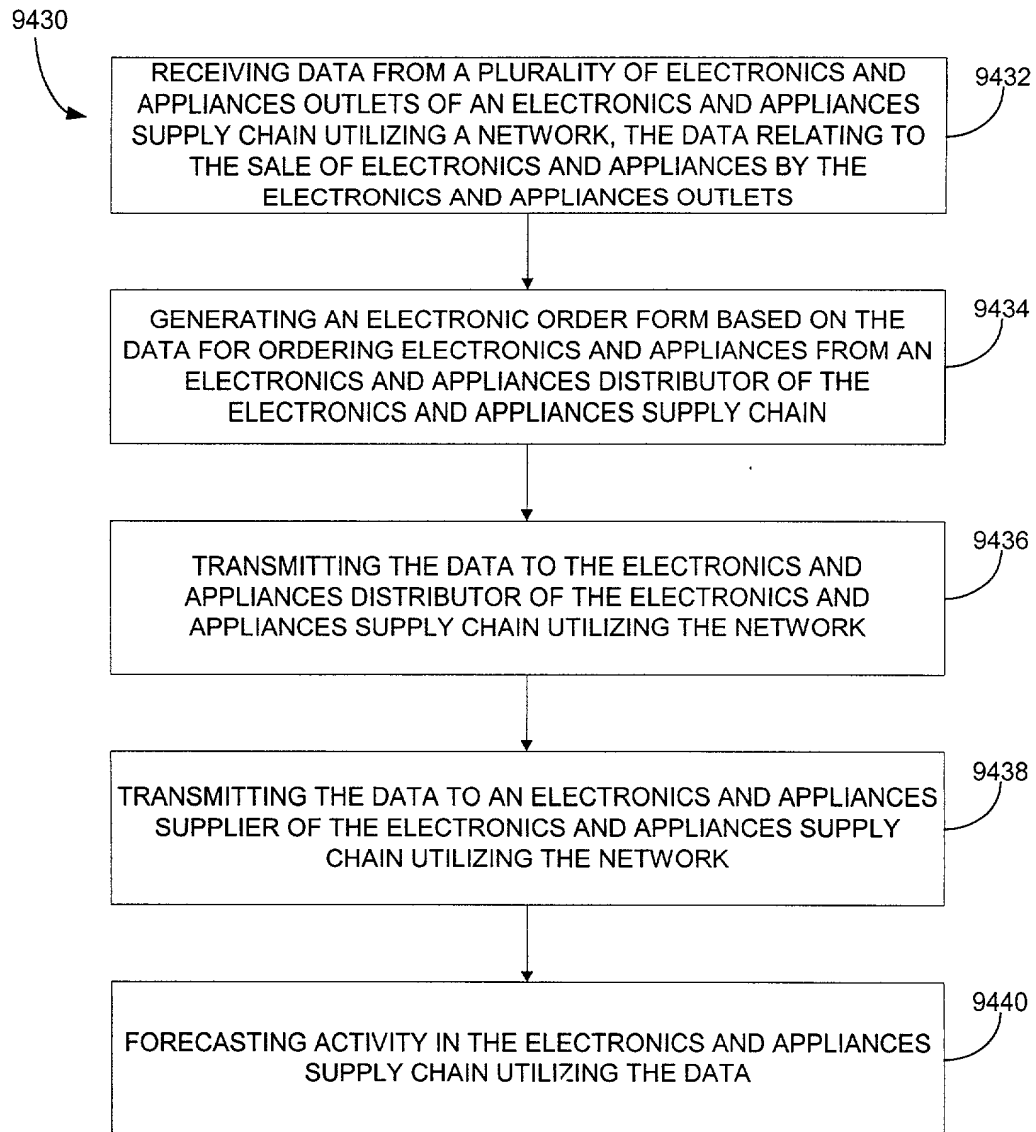 9430
RECEIVING DATA FROM A PLURALITY OF ELECTRONICS AND
APPLIANCES OUTLETS OF AN ELECTRONICS AND APPLIANCES
SUPPLY CHAIN UTILIZING A NETWORK, THE DATA RELATING TO
THE SALE OF ELECTRONICS AND APPLIANCES BY THE
ELECTRONICS AND APPLIANCES OUTLETS
9432
GENERATING AN ELECTRONIC ORDER FORM BASED ON THE
DATA FOR ORDERING ELECTRONICS AND APPLIANCES FROM AN
ELECTRONICS AND APPLIANCES DISTRIBUTOR OF THE
ELECTRONICS AND APPLIANCES SUPPLY CHAIN
9434
TRANSMITTING THE DATA TO THE ELECTRONICS AND
APPLIANCES DISTRIBUTOR OF THE ELECTRONICS AND
APPLIANCES SUPPLY CHAIN UTILIZING THE NETWORK
9436
TRANSMITTING THE DATA TO AN ELECTRONICS AND APPLIANCES
SUPPLIER OF THE ELECTRONICS AND APPLIANCES SUPPLY
CHAIN UTILIZING THE NETWORK
9438
FORECASTING ACTIVITY IN THE ELECTRONICS AND APPLIANCES
SUPPLY CHAIN UTILIZING THE DATA
9440